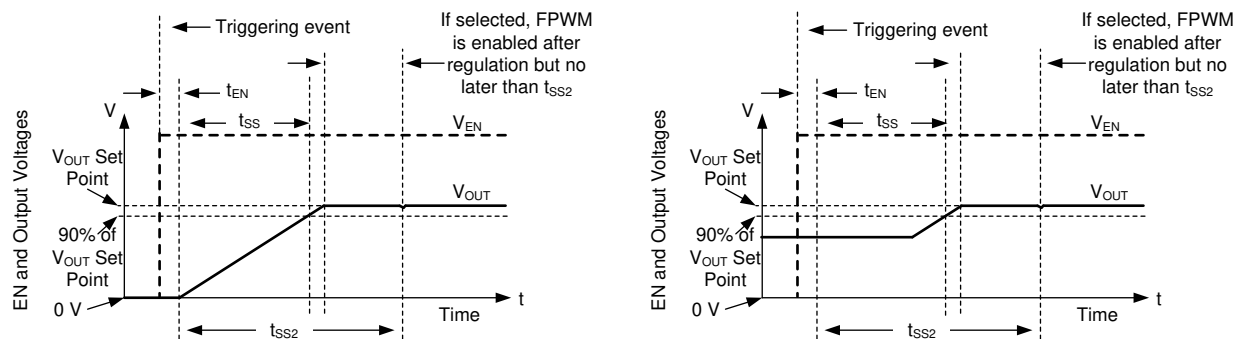 Triggering event
If selected, FPWM
is enabled after
regulation but no
later than tSS2
tEN
V
tSS
VEN
VOUT Set
Point
VOUT
90% of
VOUT Set
Point
0 V
t
Time
tSS2
EN and Output Voltages
Triggering event
If selected, FPWM
is enabled after
regulation but no
later than tSS2
tEN
V
tSS
VEN
VOUT Set
Point
VOUT
90% of
VOUT Set
Point
0 V
t
Time
tSS2
EN and Output Voltages